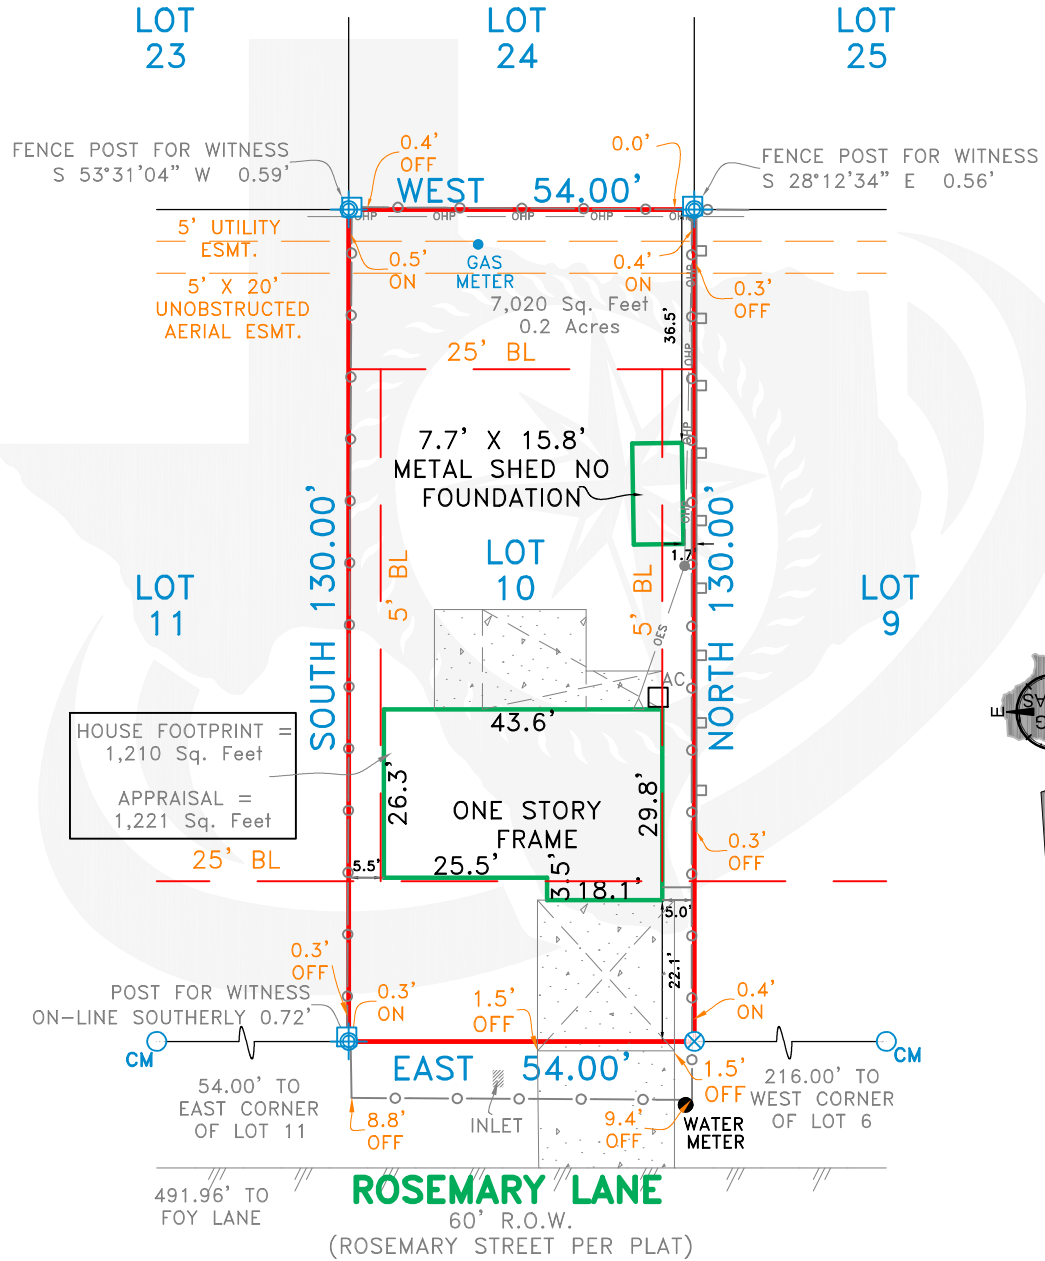 LOT
23
LOT
24
LOT
25
FENCE POST FOR WITNESS
S 53°31'04" W 0.59'
0.4'
OFF
0.0'
FENCE POST FOR WITNESS
S 28°12'34" E 0.56'
WEST 54.00'
OHP
OHP
OHP
OHP
OHP
5' UTILITY
ESMT.
0.5'
ON
GAS
METER
0.4'
ON
OHP
0.3'
OFF
5' X 20'
UNOBSTRUCTED
AERIAL ESMT.
7,020 Sq. Feet
0.2 Acres
36.5'
25' BL
OHP
7.7' X 15.8'
METAL SHED NO
FOUNDATION
OHP
OHP
SOUTH 130.00'
NORTH 130.00'
1.7'
LOT
11
5' BL
LOT
10
5' BL
LOT
9
OES
AC
HOUSE FOOTPRINT =
1,210 Sq. Feet
APPRAISAL =
1,221 Sq. Feet
43.6'
26.3'
29.8'
ONE STORY
FRAME
E
25' BL
5.5'
25.5'
3.5'
18.1'
5.0'
0.3'
OFF
22.1'
0.3'
OFF
POST FOR WITNESS
ON-LINE SOUTHERLY 0.72'
0.3'
ON
1.5'
OFF
0.4'
ON
CM
CM
EAST 54.00'
54.00' TO
EAST CORNER
OF LOT 11
8.8'
OFF
INLET
9.4'
OFF
1.5'
OFF
WATER
METER
216.00' TO
WEST CORNER
OF LOT 6
491.96' TO
FOY LANE
ROSEMARY LANE
60' R.O.W.
(ROSEMARY STREET PER PLAT)